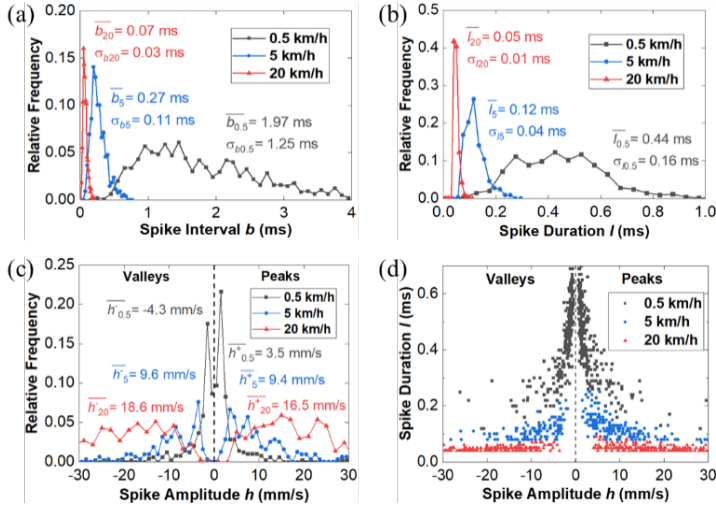 (a)
0.20
0.15
0.10
0.05
0.00
Relative Frequency
b20 = 0.07 ms
σb20 = 0.03 ms
0.5 km/h
5 km/h
20 km/h
b5 = 0.27 ms
σb5 = 0.11 ms
b0.5 = 1.97 ms
σb0.5 = 1.25 ms
0 1 2 3 4
Spike Interval b (ms)
(b)
0.5
0.4
0.3
0.2
0.1
0.0
Relative Frequency
l20 = 0.05 ms
σl20 = 0.01 ms
0.5 km/h
5 km/h
20 km/h
l5 = 0.12 ms
σl5 = 0.04 ms
l0.5 = 0.44 ms
σl0.5 = 0.16 ms
0.0 0.2 0.4 0.6 0.8 1.0
Spike Duration l (ms)
(c)
0.25
0.20
0.15
0.10
0.05
0.00
Relative Frequency
Valleys Peaks
h-0.5 = -4.3 mm/s
0.5 km/h
5 km/h
20 km/h
h+0.5 = 3.5 mm/s
h-5 = 9.6 mm/s
h+5 = 9.4 mm/s
h-20 = 18.6 mm/s
h+20 = 16.5 mm/s
-30 -20 -10 0 10 20 30
Spike Amplitude h (mm/s)
(d)
0.6
0.4
0.2
0.0
Spike Duration l (ms)
Valleys Peaks
0.5 km/h
5 km/h
20 km/h
-30 -20 -10 0 10 20 30
Spike Amplitude h (mm/s)